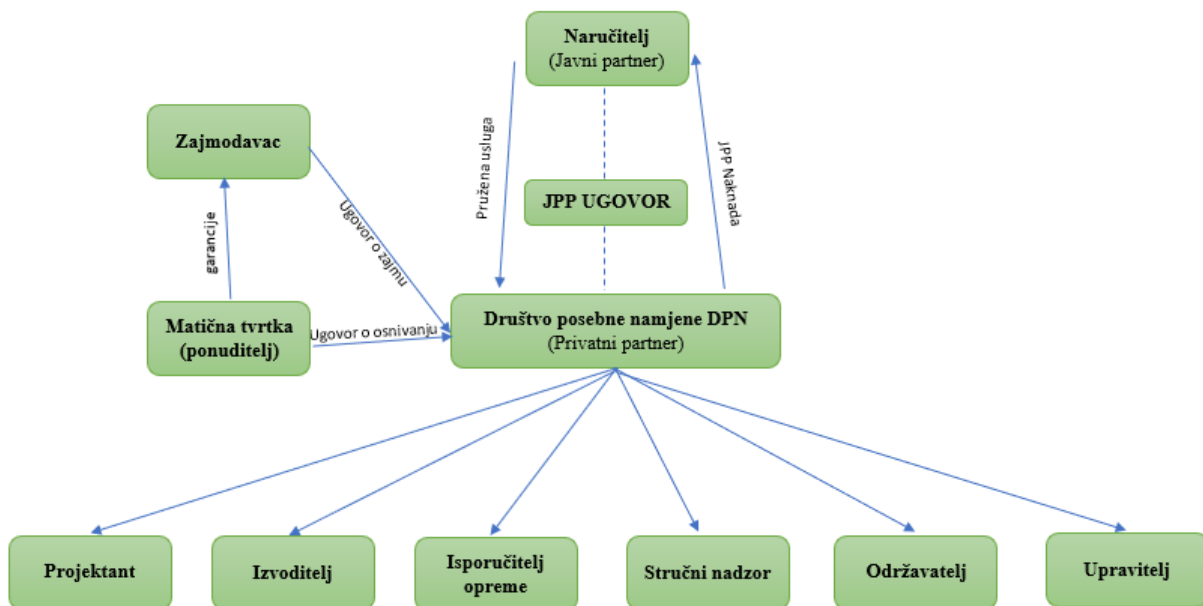 Naručitelj
(Javni partner)
Zajmodavac
Pružena usluga
JPP Naknada
JPP UGOVOR
Ugovor o zajmu
garancije
Matična tvrtka
(ponuditelj)
Ugovor o osnivanju
Društvo posebne namjene DPN
(Privatni partner)
Projektant
Izvoditelj
Isporučitelj
opreme
Stručni nadzor
Održavatelj
Upravitelj